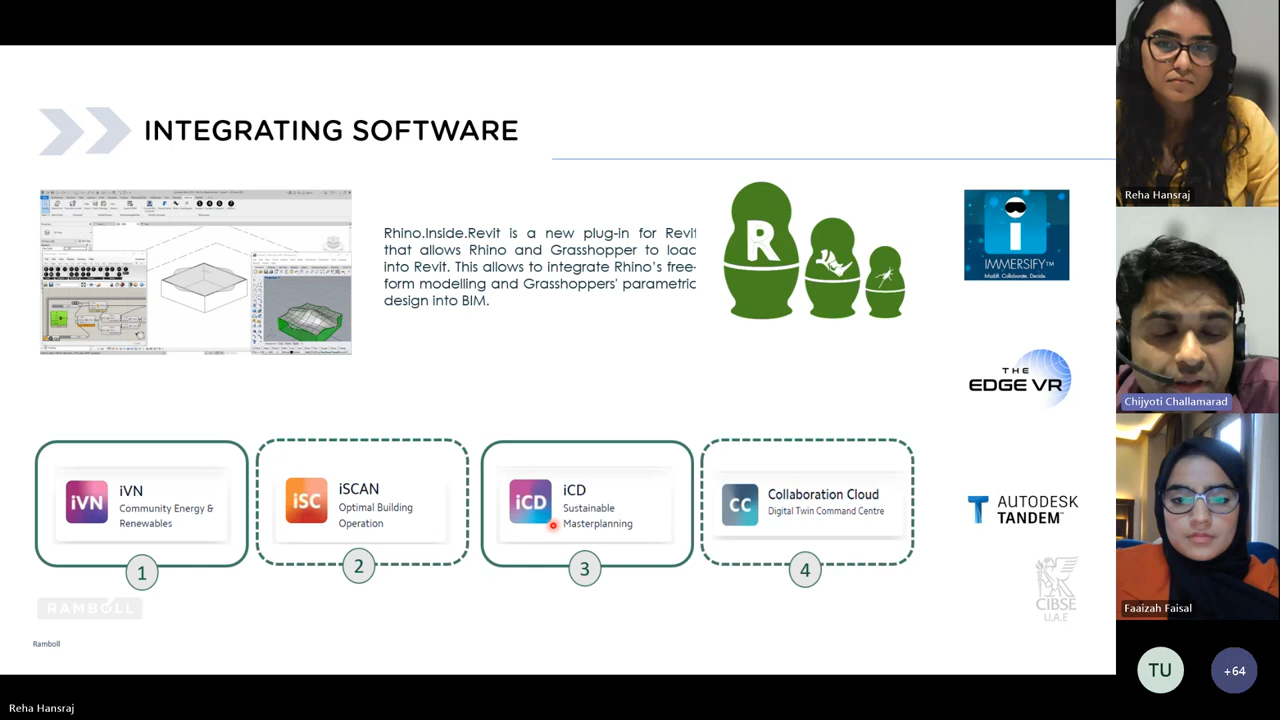 INTEGRATING SOFTWARE
Rhino.Inside.Revit is a new plug-in for Revit
that allows Rhino and Grasshopper to load
into Revit. This allows to integrate Rhino's free-
form modelling and Grasshoppers' parametric
design into BIM.
R
i
IMMERSIFY™
Inhabit. Collaborate. Decide.
THE
EDGE VR
iVN
iVN
Community Energy &
Renewables
1
iSC
iSCAN
Optimal Building
Operation
2
iCD
iCD
Sustainable
Masterplanning
3
CC
Collaboration Cloud
Digital Twin Command Centre
4
T AUTODESK
TANDEM™
CIBSE
U.A.E
RAMBOLL
Ramboll
Reha Hansraj
Chijyoti Challamarad
Faaizah Faisal
TU
+64
Reha Hansraj